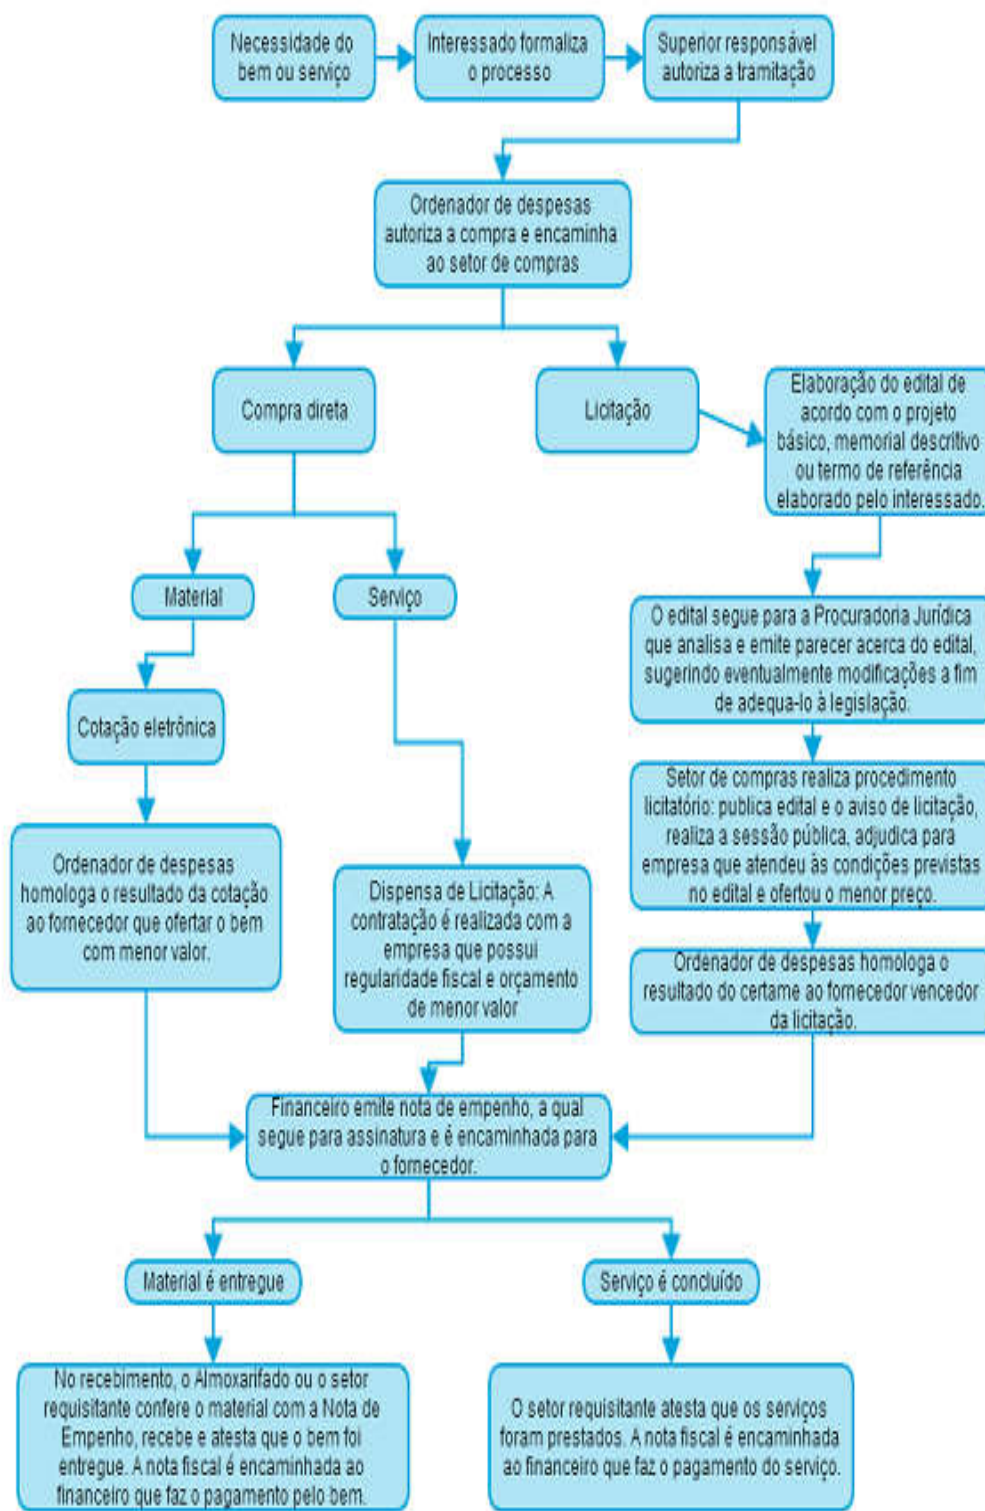 Necessidade do
bem ou serviço
Interessado formaliza
o processo
Superior responsável
autoriza a tramitação
Ordenador de despesas
autoriza a compra e encaminha
ao setor de compras
Compra direta
Licitação
Elaboração do edital de
acordo com o projeto
básico, memorial descritivo
ou termo de referência
elaborado pelo interessado.
Material
Serviço
O edital segue para a Procuradoria Jurídica
que analisa e emite parecer acerca do edital,
sugerindo eventualmente modificações a fim
de adequa-lo à legislação.
Cotação eletrônica
Setor de compras realiza procedimento
licitatório: publica edital e o aviso de licitação,
realiza a sessão pública, adjudica para
empresa que atendeu às condições previstas
no edital e ofertou o menor preço.
Ordenador de despesas
homologa o resultado da cotação
ao fornecedor que ofertar o bem
com menor valor.
Dispensa de Licitação: A
contratação é realizada com a
empresa que possui
regularidade fiscal e orçamento
de menor valor
Ordenador de despesas homologa o
resultado do certame ao fornecedor vencedor
da licitação.
Financeiro emite nota de empenho, a qual
segue para assinatura e é encaminhada para
o fornecedor.
Material é entregue
Serviço é concluído
No recebimento, o Almoxarifado ou o setor
requisitante confere o material com a Nota de
Empenho, recebe e atesta que o bem foi
entregue. A nota fiscal é encaminhada ao
financeiro que faz o pagamento pelo bem.
O setor requisitante atesta que os serviços
foram prestados. A nota fiscal é encaminhada
ao financeiro que faz o pagamento do serviço.